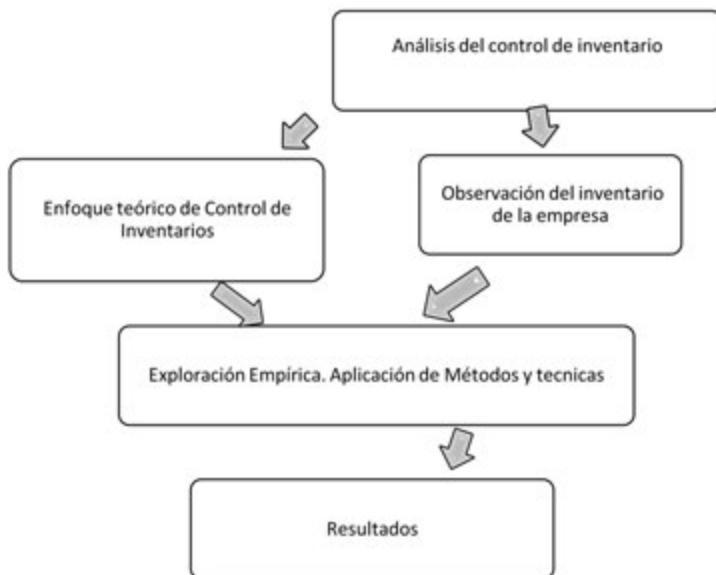 Análisis del control de inventario
Enfoque teórico de Control de
Inventarios
Observación del inventario
de la empresa
Exploración Empírica. Aplicación de Métodos y tecnicas
Resultados